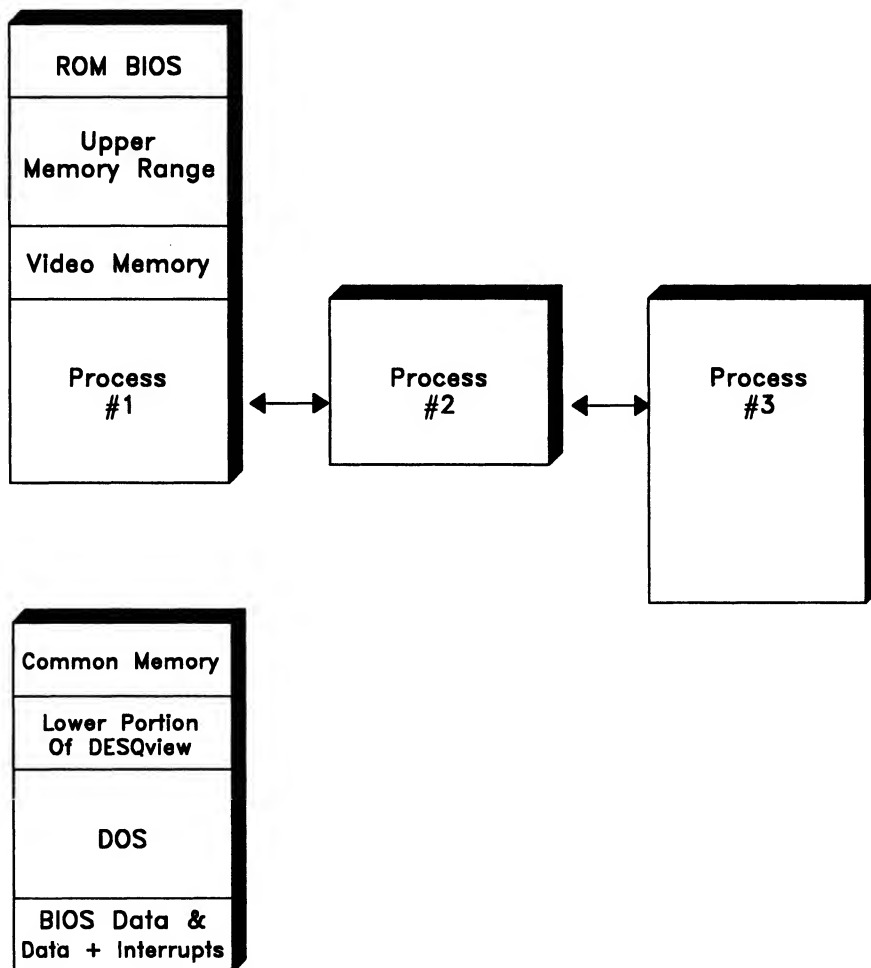 ROM BIOS
Upper
Memory Range
Video Memory
Process
#1
Process
#2
Process
#3
Common Memory
Lower Portion
Of DESQview
DOS
BIOS Data &
Data + Interrupts